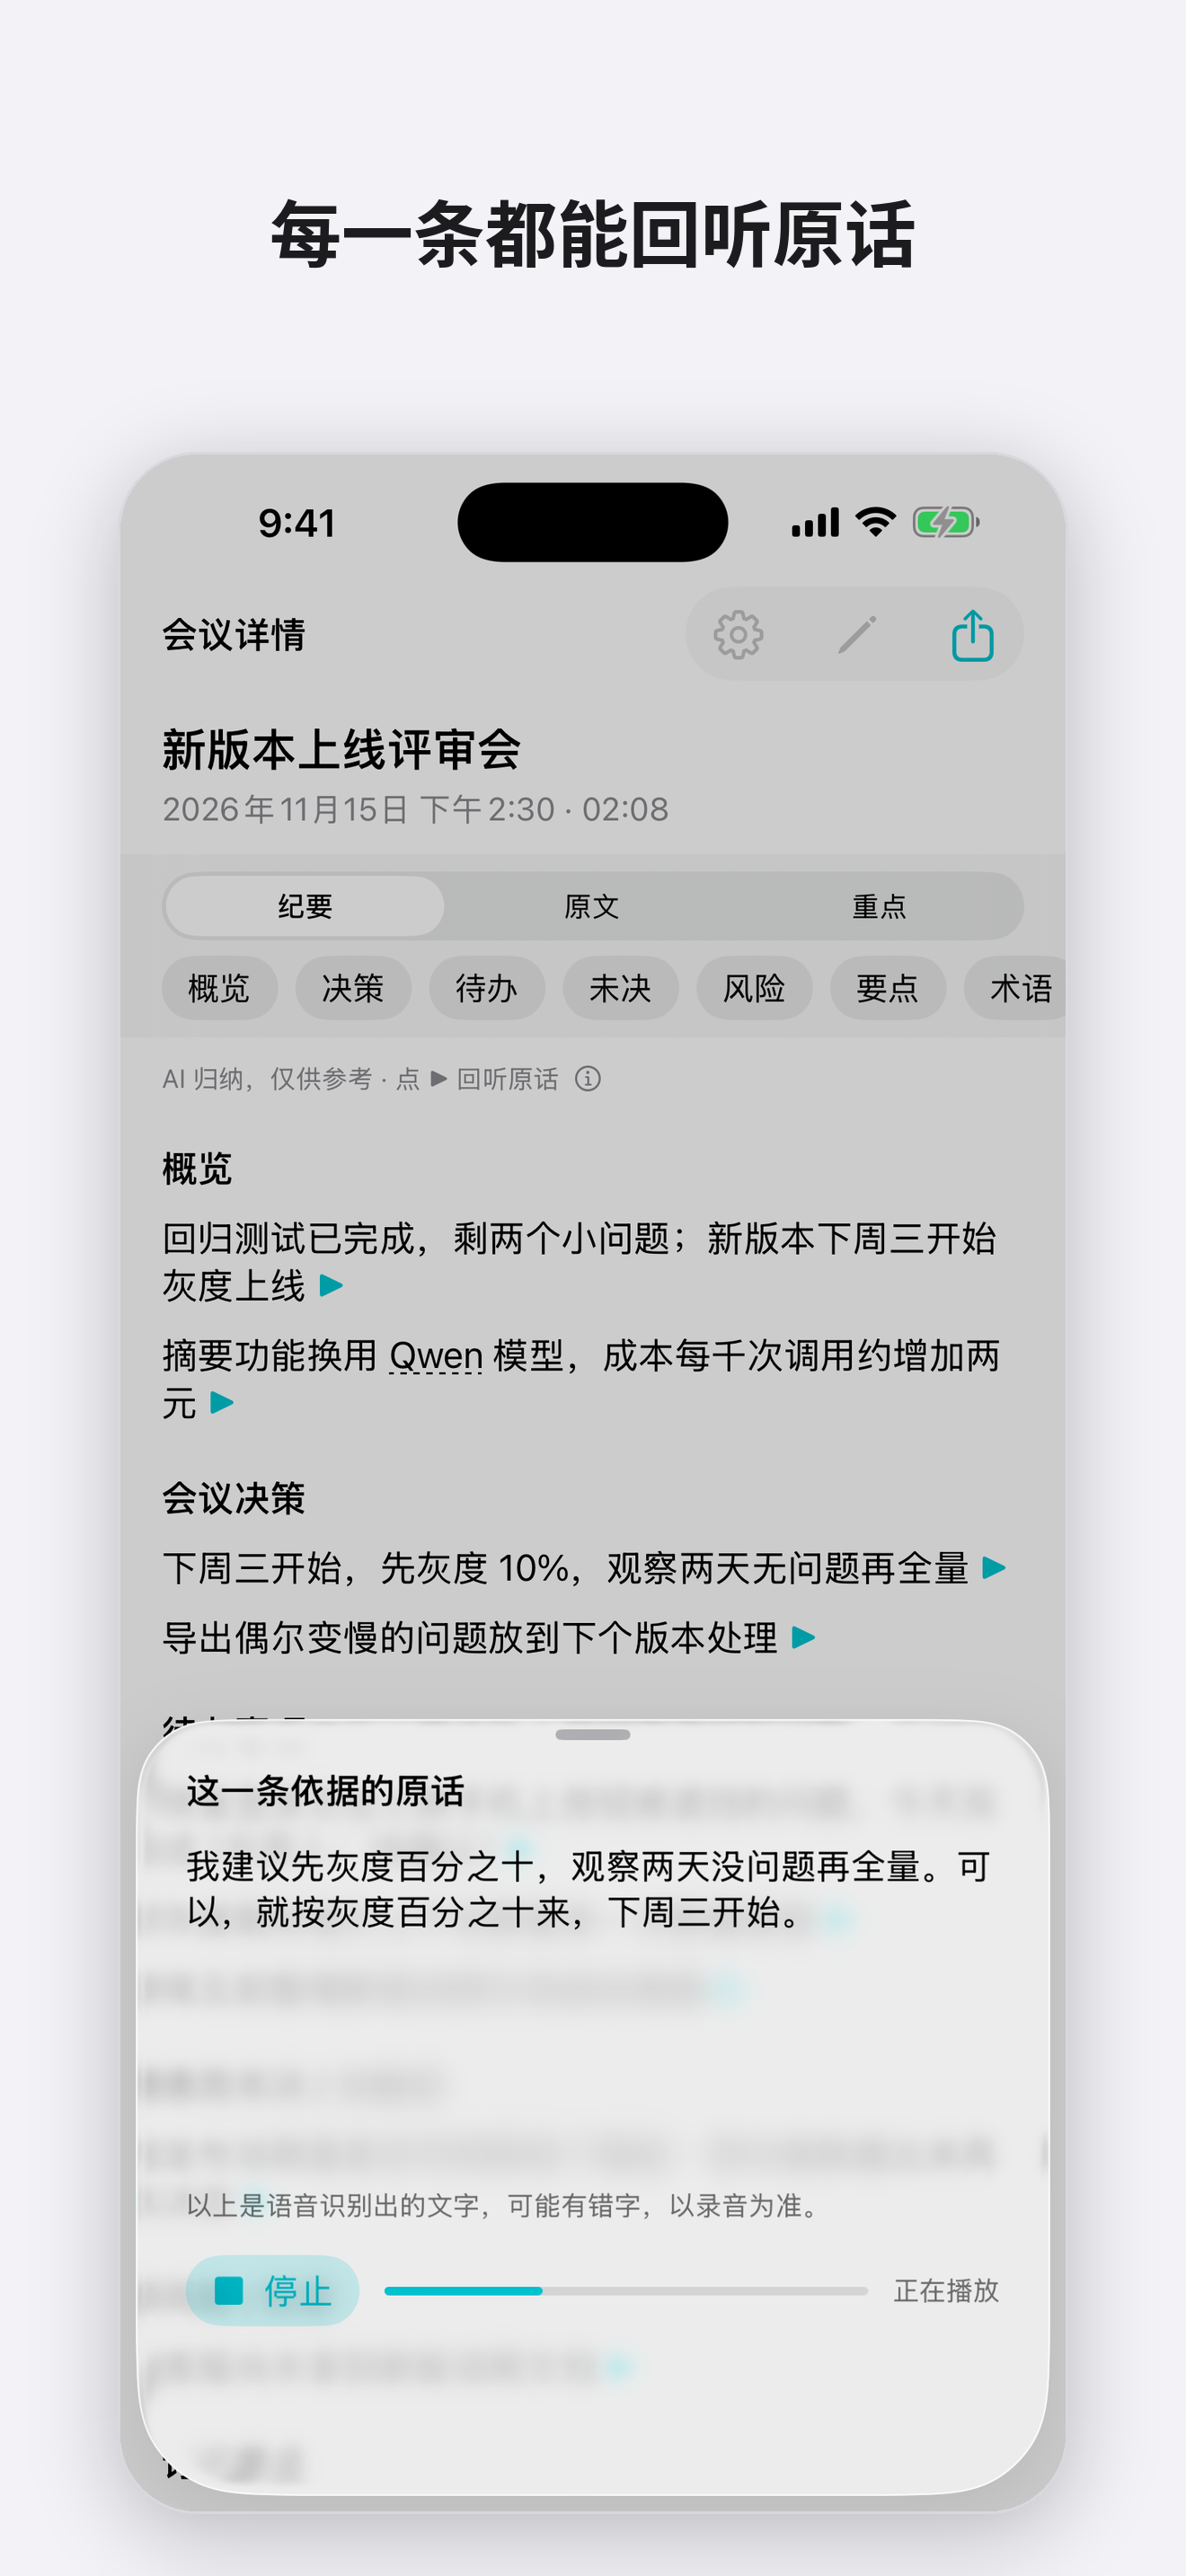 每一条都能回听原话
9:41
会议详情
新版本上线评审会
2026年11月15日 下午2:30 · 02:08
纪要 原文 重点
概览 决策 待办 未决 风险 要点 术语
AI 归纳，仅供参考 · 点 ▶ 回听原话 ⓘ
概览
回归测试已完成，剩两个小问题；新版本下周三开始
灰度上线 ▶
摘要功能换用 Qwen 模型，成本每千次调用约增加两
元 ▶
会议决策
下周三开始，先灰度 10%，观察两天无问题再全量 ▶
导出偶尔变慢的问题放到下个版本处理 ▶
这一条依据的原话
我建议先灰度百分之十，观察两天没问题再全量。可
以，就按灰度百分之十来，下周三开始。
以上是语音识别出的文字，可能有错字，以录音为准。
停止 正在播放